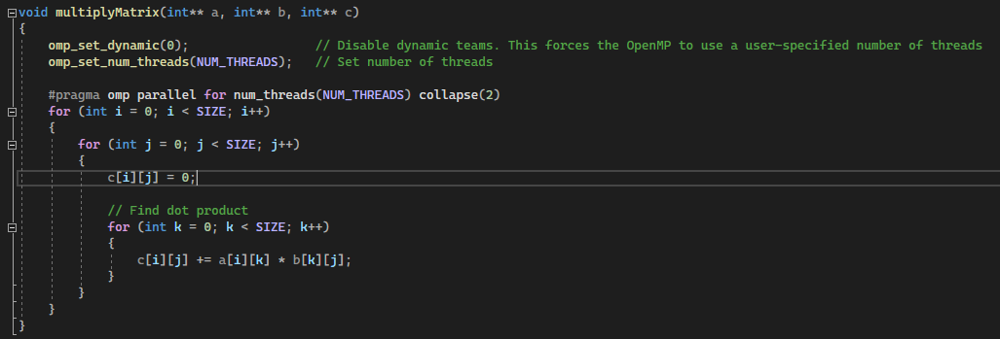 void multiplyMatrix(int** a, int** b, int** c)
{
    omp_set_dynamic(0);                 // Disable dynamic teams. This forces the OpenMP to use a user-specified number of threads
    omp_set_num_threads(NUM_THREADS);   // Set number of threads

    #pragma omp parallel for num_threads(NUM_THREADS) collapse(2)
    for (int i = 0; i < SIZE; i++)
    {
        for (int j = 0; j < SIZE; j++)
        {
            c[i][j] = 0;

            // Find dot product
            for (int k = 0; k < SIZE; k++)
            {
                c[i][j] += a[i][k] * b[k][j];
            }
        }
    }
}